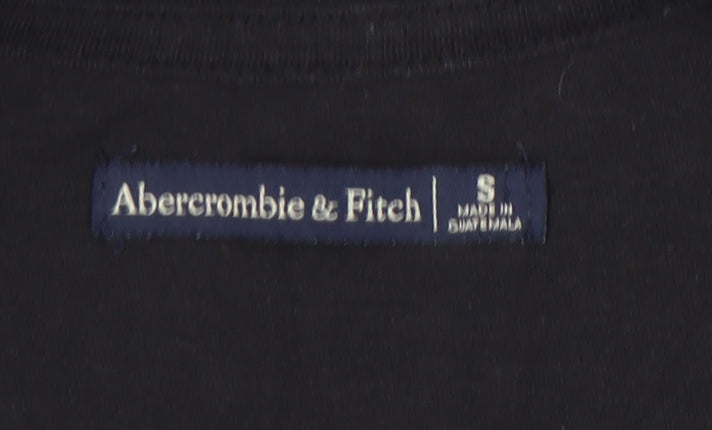 Abercrombie & Fitch
S
MADE IN
GUATEMALA